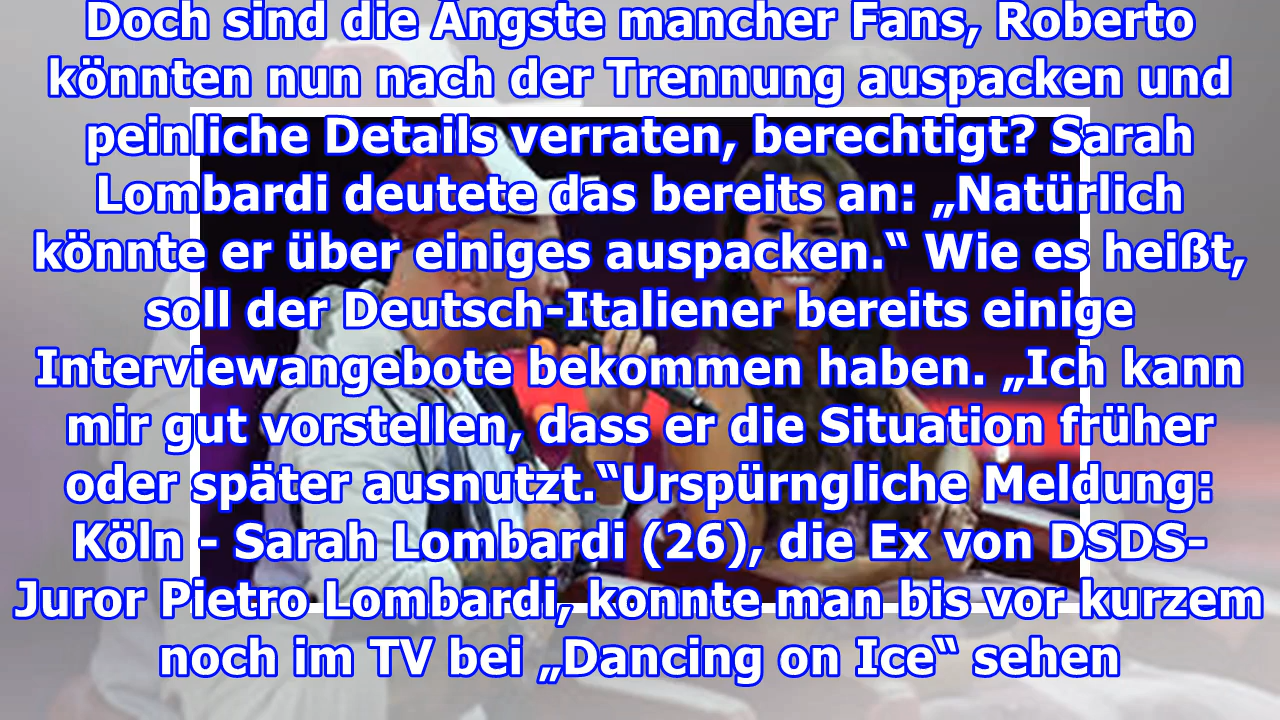 Doch sind die Ängste mancher Fans, Roberto
könnten nun nach der Trennung auspacken und
peinliche Details verraten, berechtigt? Sarah
Lombardi deutete das bereits an: „Natürlich
könnte er über einiges auspacken.“ Wie es heißt,
soll der Deutsch-Italiener bereits einige
Interviewangebote bekommen haben. „Ich kann
mir gut vorstellen, dass er die Situation früher
oder später ausnutzt.“Urspürngliche Meldung:
Köln - Sarah Lombardi (26), die Ex von DSDS-
Juror Pietro Lombardi, konnte man bis vor kurzem
noch im TV bei „Dancing on Ice“ sehen